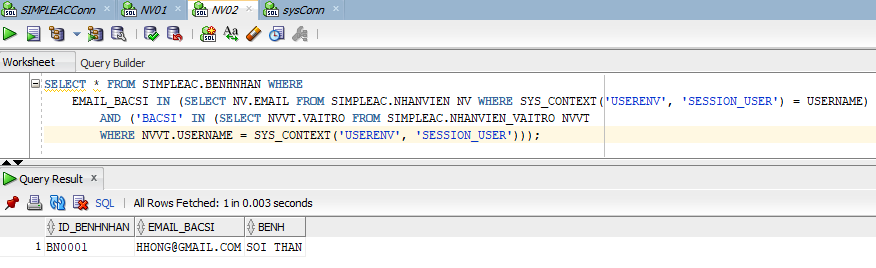 SIMPLEACConn NV01 NV02 sysConn
Worksheet Query Builder
SELECT * FROM SIMPLEAC.BENHNHAN WHERE
EMAIL_BACSI IN (SELECT NV.EMAIL FROM SIMPLEAC.NHANVIEN NV WHERE SYS_CONTEXT('USERENV', 'SESSION_USER') = USERNAME)
AND ('BACSI' IN (SELECT NVVT.VAITRO FROM SIMPLEAC.NHANVIEN_VAITRO NVVT
WHERE NVVT.USERNAME = SYS_CONTEXT('USERENV', 'SESSION_USER')));
Query Result x
SQL | All Rows Fetched: 1 in 0.003 seconds
ID_BENHNHAN EMAIL_BACSI BENH
1 BN0001 HHONG@GMAIL.COM SOI THAN